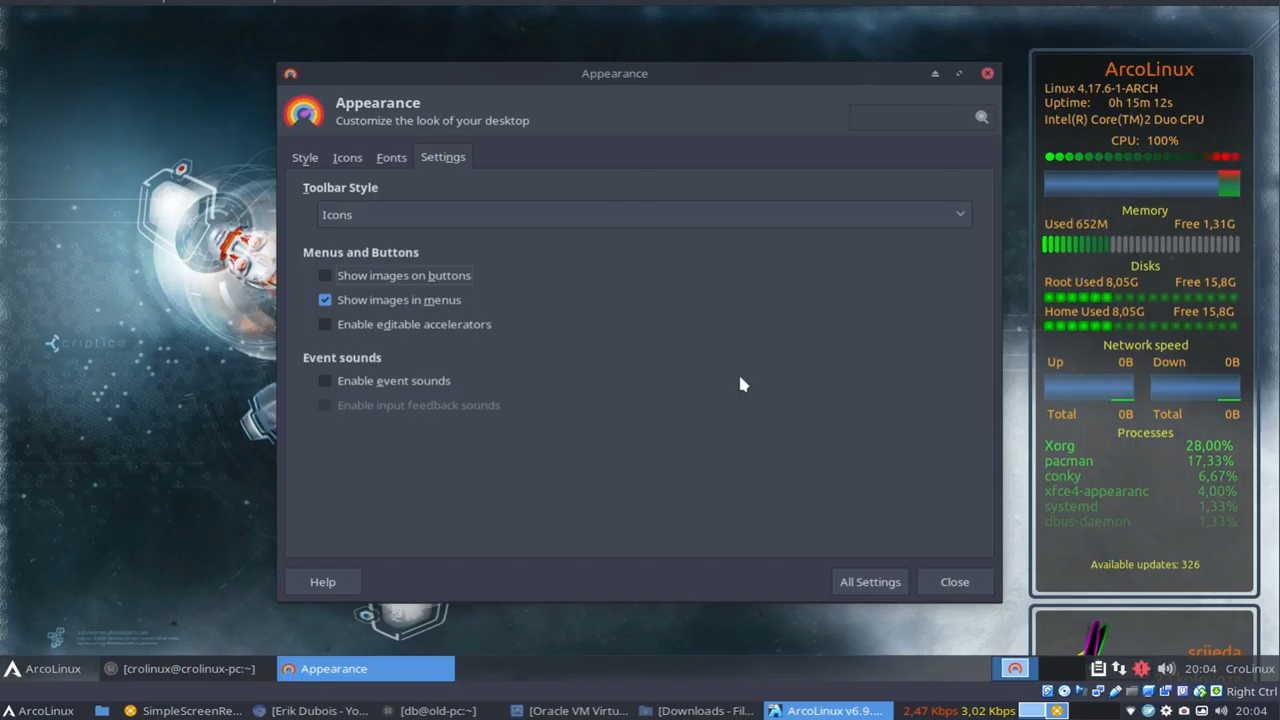 Appearance
Appearance
Customize the look of your desktop
Style Icons Fonts Settings
Toolbar Style
Icons
Menus and Buttons
Show images on buttons
Show images in menus
Enable editable accelerators
Event sounds
Enable event sounds
Enable input feedback sounds
Help All Settings Close
ArcoLinux
Linux 4.17.6-1-ARCH
Uptime: 0h 15m 12s
Intel(R) Core(TM)2 Duo CPU
CPU: 100%
Memory
Used 652M Free 1,31G
Disks
Root Used 8,05G Free 15,8G
Home Used 8,05G Free 15,8G
Network speed
Up 0B Down 0B
Total 0B Total 0B
Processes
Xorg 28,00%
pacman 17,33%
conky 6,67%
xfce4-appearanc 4,00%
systemd 1,33%
dbus-daemon 1,33%
Available updates: 326
srijeda
criptics
ArcoLinux [crolinux@crolinux-pc:~] Appearance 20:04 CroLinux
Right Ctrl
ArcoLinux SimpleScreenRe... [Erik Dubois - Yo... [db@old-pc:~] [Oracle VM Virtu... [Downloads - Fil... ArcoLinux v6.9.... 2,47 Kbps 3,02 Kbps 20:04